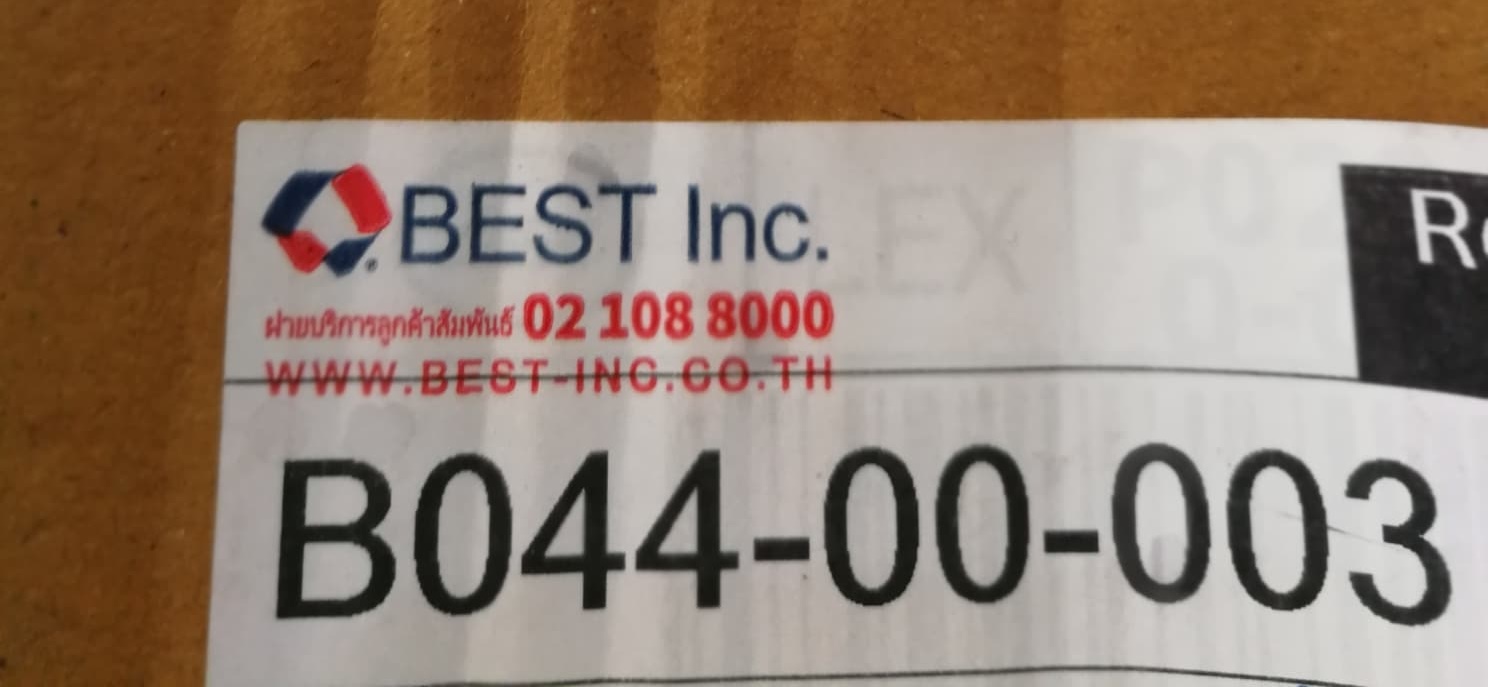 BEST Inc.
ฝ่ายบริการลูกค้าสัมพันธ์ 02 108 8000
WWW.BEST-INC.CO.TH
B044-00-003